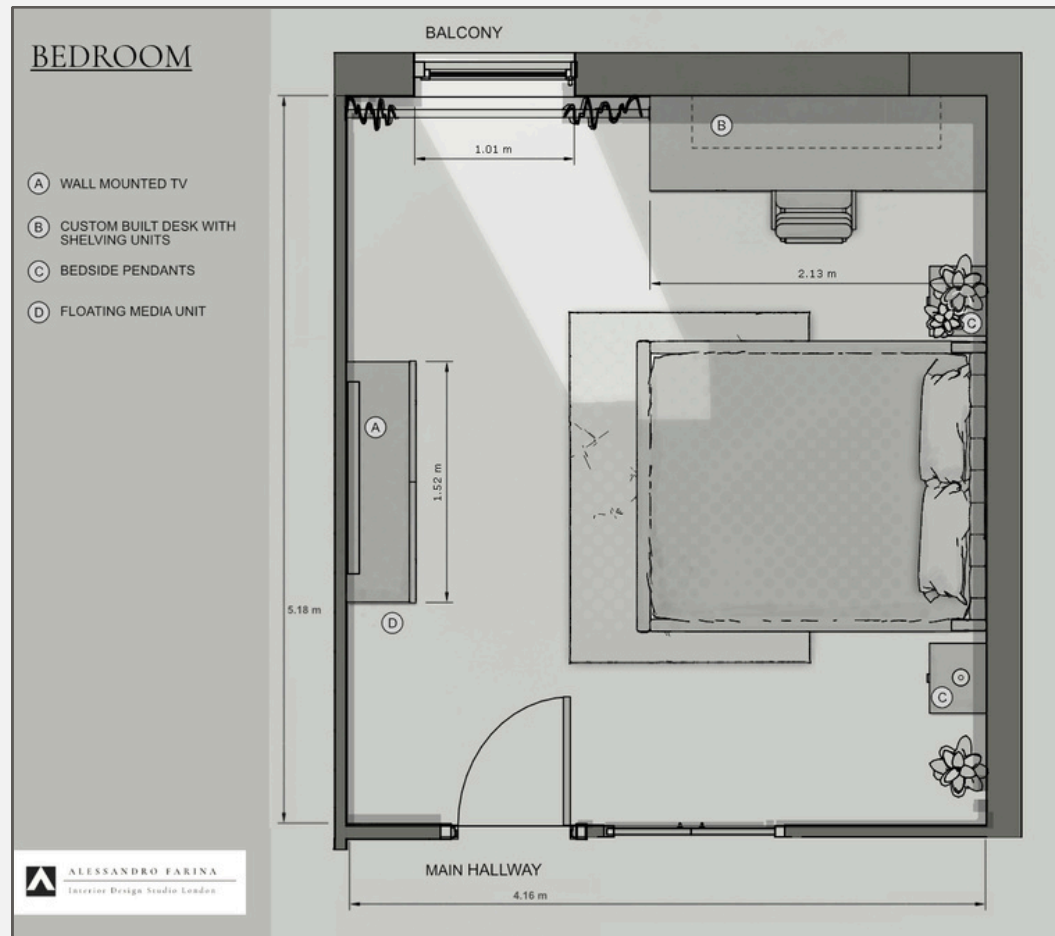 BEDROOM
A WALL MOUNTED TV
B CUSTOM BUILT DESK WITH
SHELVING UNITS
C BEDSIDE PENDANTS
D FLOATING MEDIA UNIT
BALCONY
B
1.01 m
2.13 m
C
A
1.52 m
D
5.18 m
C
MAIN HALLWAY
4.16 m
ALESSANDRO FARINA
Interior Design Studio London